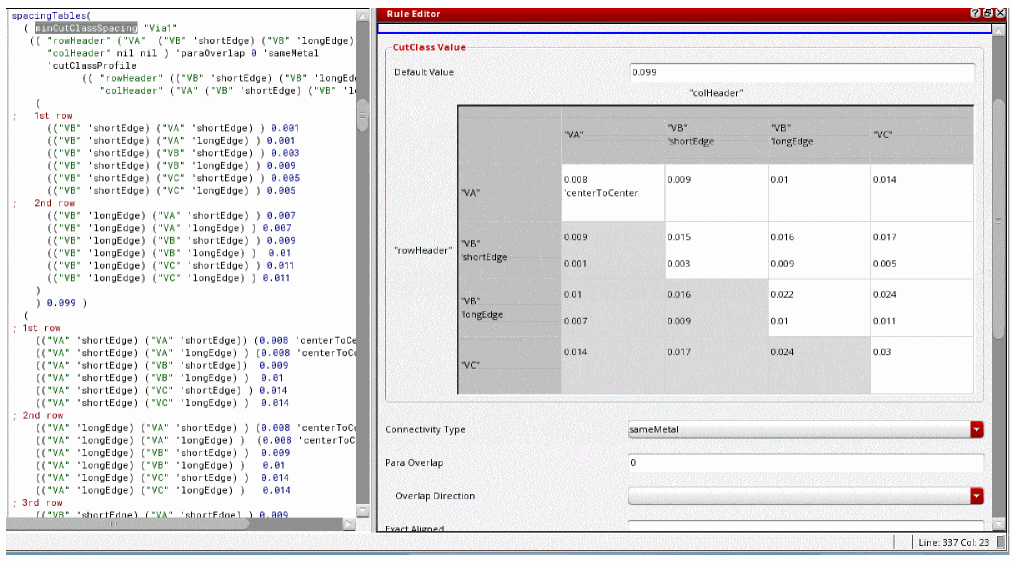 spacingTables(
( minCutClassSpacing "Via1"
(( "rowHeader" ("VA" ("VB" 'shortEdge) ("VB" 'longEdge)
"colHeader" nil nil ) 'paraOverlap 0 'sameMetal
'cutClassProfile
(( "rowHeader" (("VB" 'shortEdge) ("VB" 'longEd
"colHeader" ("VA" ("VB" 'shortEdge) ("VB" 'l
(
; 1st row
(("VB" 'shortEdge) ("VA" 'shortEdge) ) 0.001
(("VB" 'shortEdge) ("VA" 'longEdge) ) 0.001
(("VB" 'shortEdge) ("VB" 'shortEdge) ) 0.003
(("VB" 'shortEdge) ("VB" 'longEdge) ) 0.009
(("VB" 'shortEdge) ("VC" 'shortEdge) ) 0.005
(("VB" 'shortEdge) ("VC" 'longEdge) ) 0.005
; 2nd row
(("VB" 'longEdge) ("VA" 'shortEdge) ) 0.007
(("VB" 'longEdge) ("VA" 'longEdge) ) 0.007
(("VB" 'longEdge) ("VB" 'shortEdge) ) 0.009
(("VB" 'longEdge) ("VB" 'longEdge) ) 0.01
(("VB" 'longEdge) ("VC" 'shortEdge) ) 0.011
(("VB" 'longEdge) ("VC" 'longEdge) ) 0.011
)
) 0.099 )
(
; 1st row
(("VA" 'shortEdge) ("VA" 'shortEdge)) (0.008 'centerToCe
(("VA" 'shortEdge) ("VA" 'longEdge) ) (0.008 'centerToCe
(("VA" 'shortEdge) ("VB" 'shortEdge)) 0.009
(("VA" 'shortEdge) ("VB" 'longEdge) ) 0.01
(("VA" 'shortEdge) ("VC" 'shortEdge) ) 0.014
(("VA" 'shortEdge) ("VC" 'longEdge) ) 0.014
; 2nd row
(("VA" 'longEdge) ("VA" 'shortEdge) ) (0.008 'centerToCe
(("VA" 'longEdge) ("VA" 'longEdge) ) (0.008 'centerToC
(("VA" 'longEdge) ("VB" 'shortEdge) ) 0.009
(("VA" 'longEdge) ("VB" 'longEdge) ) 0.01
(("VA" 'longEdge) ("VC" 'shortEdge) ) 0.014
(("VA" 'longEdge) ("VC" 'longEdge) ) 0.014
; 3rd row
(("VB" 'shortEdge) ("VA" 'shortEdge) ) 0.009
Rule Editor
CutClass Value
Default Value 0.099
"colHeader"
"VA" "VB" 'shortEdge "VB" 'longEdge "VC"
"VA" 0.008 'centerToCenter 0.009 0.01 0.014
"rowHeader"
"VB" 'shortEdge 0.009 0.015 0.016 0.017
0.001 0.003 0.009 0.005
"VB" 'longEdge 0.01 0.016 0.022 0.024
0.007 0.009 0.01 0.011
"VC" 0.014 0.017 0.024 0.03
Connectivity Type sameMetal
Para Overlap 0
Overlap Direction
Exact Aligned
Line: 337 Col: 23